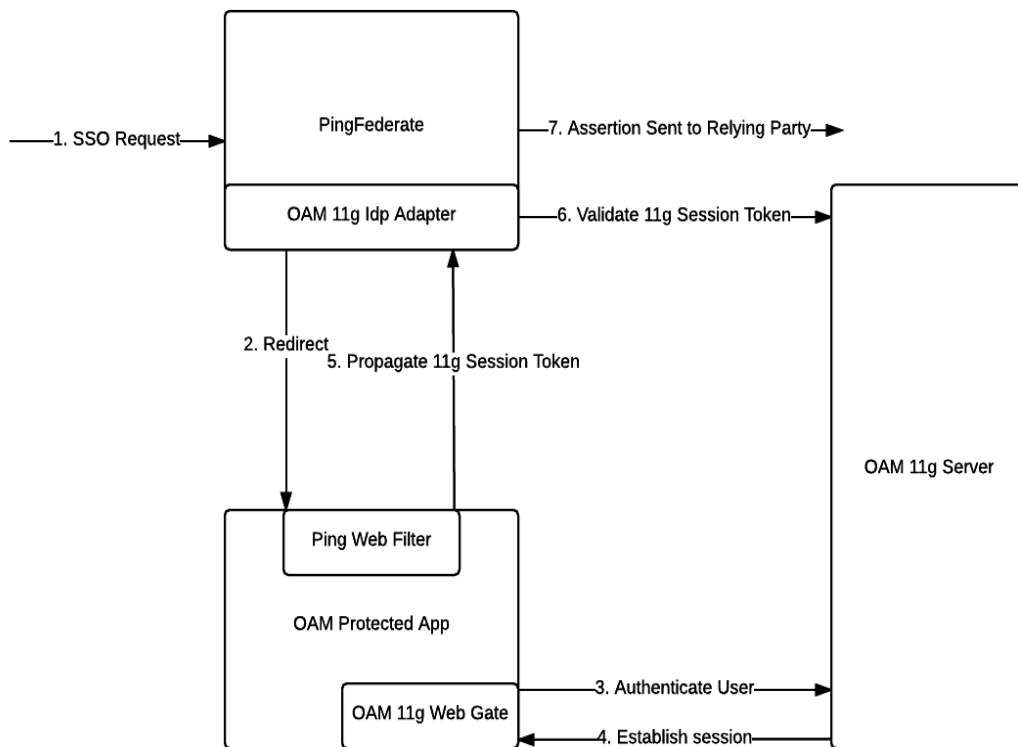 PingFederate
7. Assertion Sent to Relying Party
1. SSO Request
OAM 11g Idp Adapter
6. Validate 11g Session Token
2. Redirect
5. Propagate 11g Session Token
OAM 11g Server
Ping Web Filter
OAM Protected App
3. Authenticate User
OAM 11g Web Gate
4. Establish session